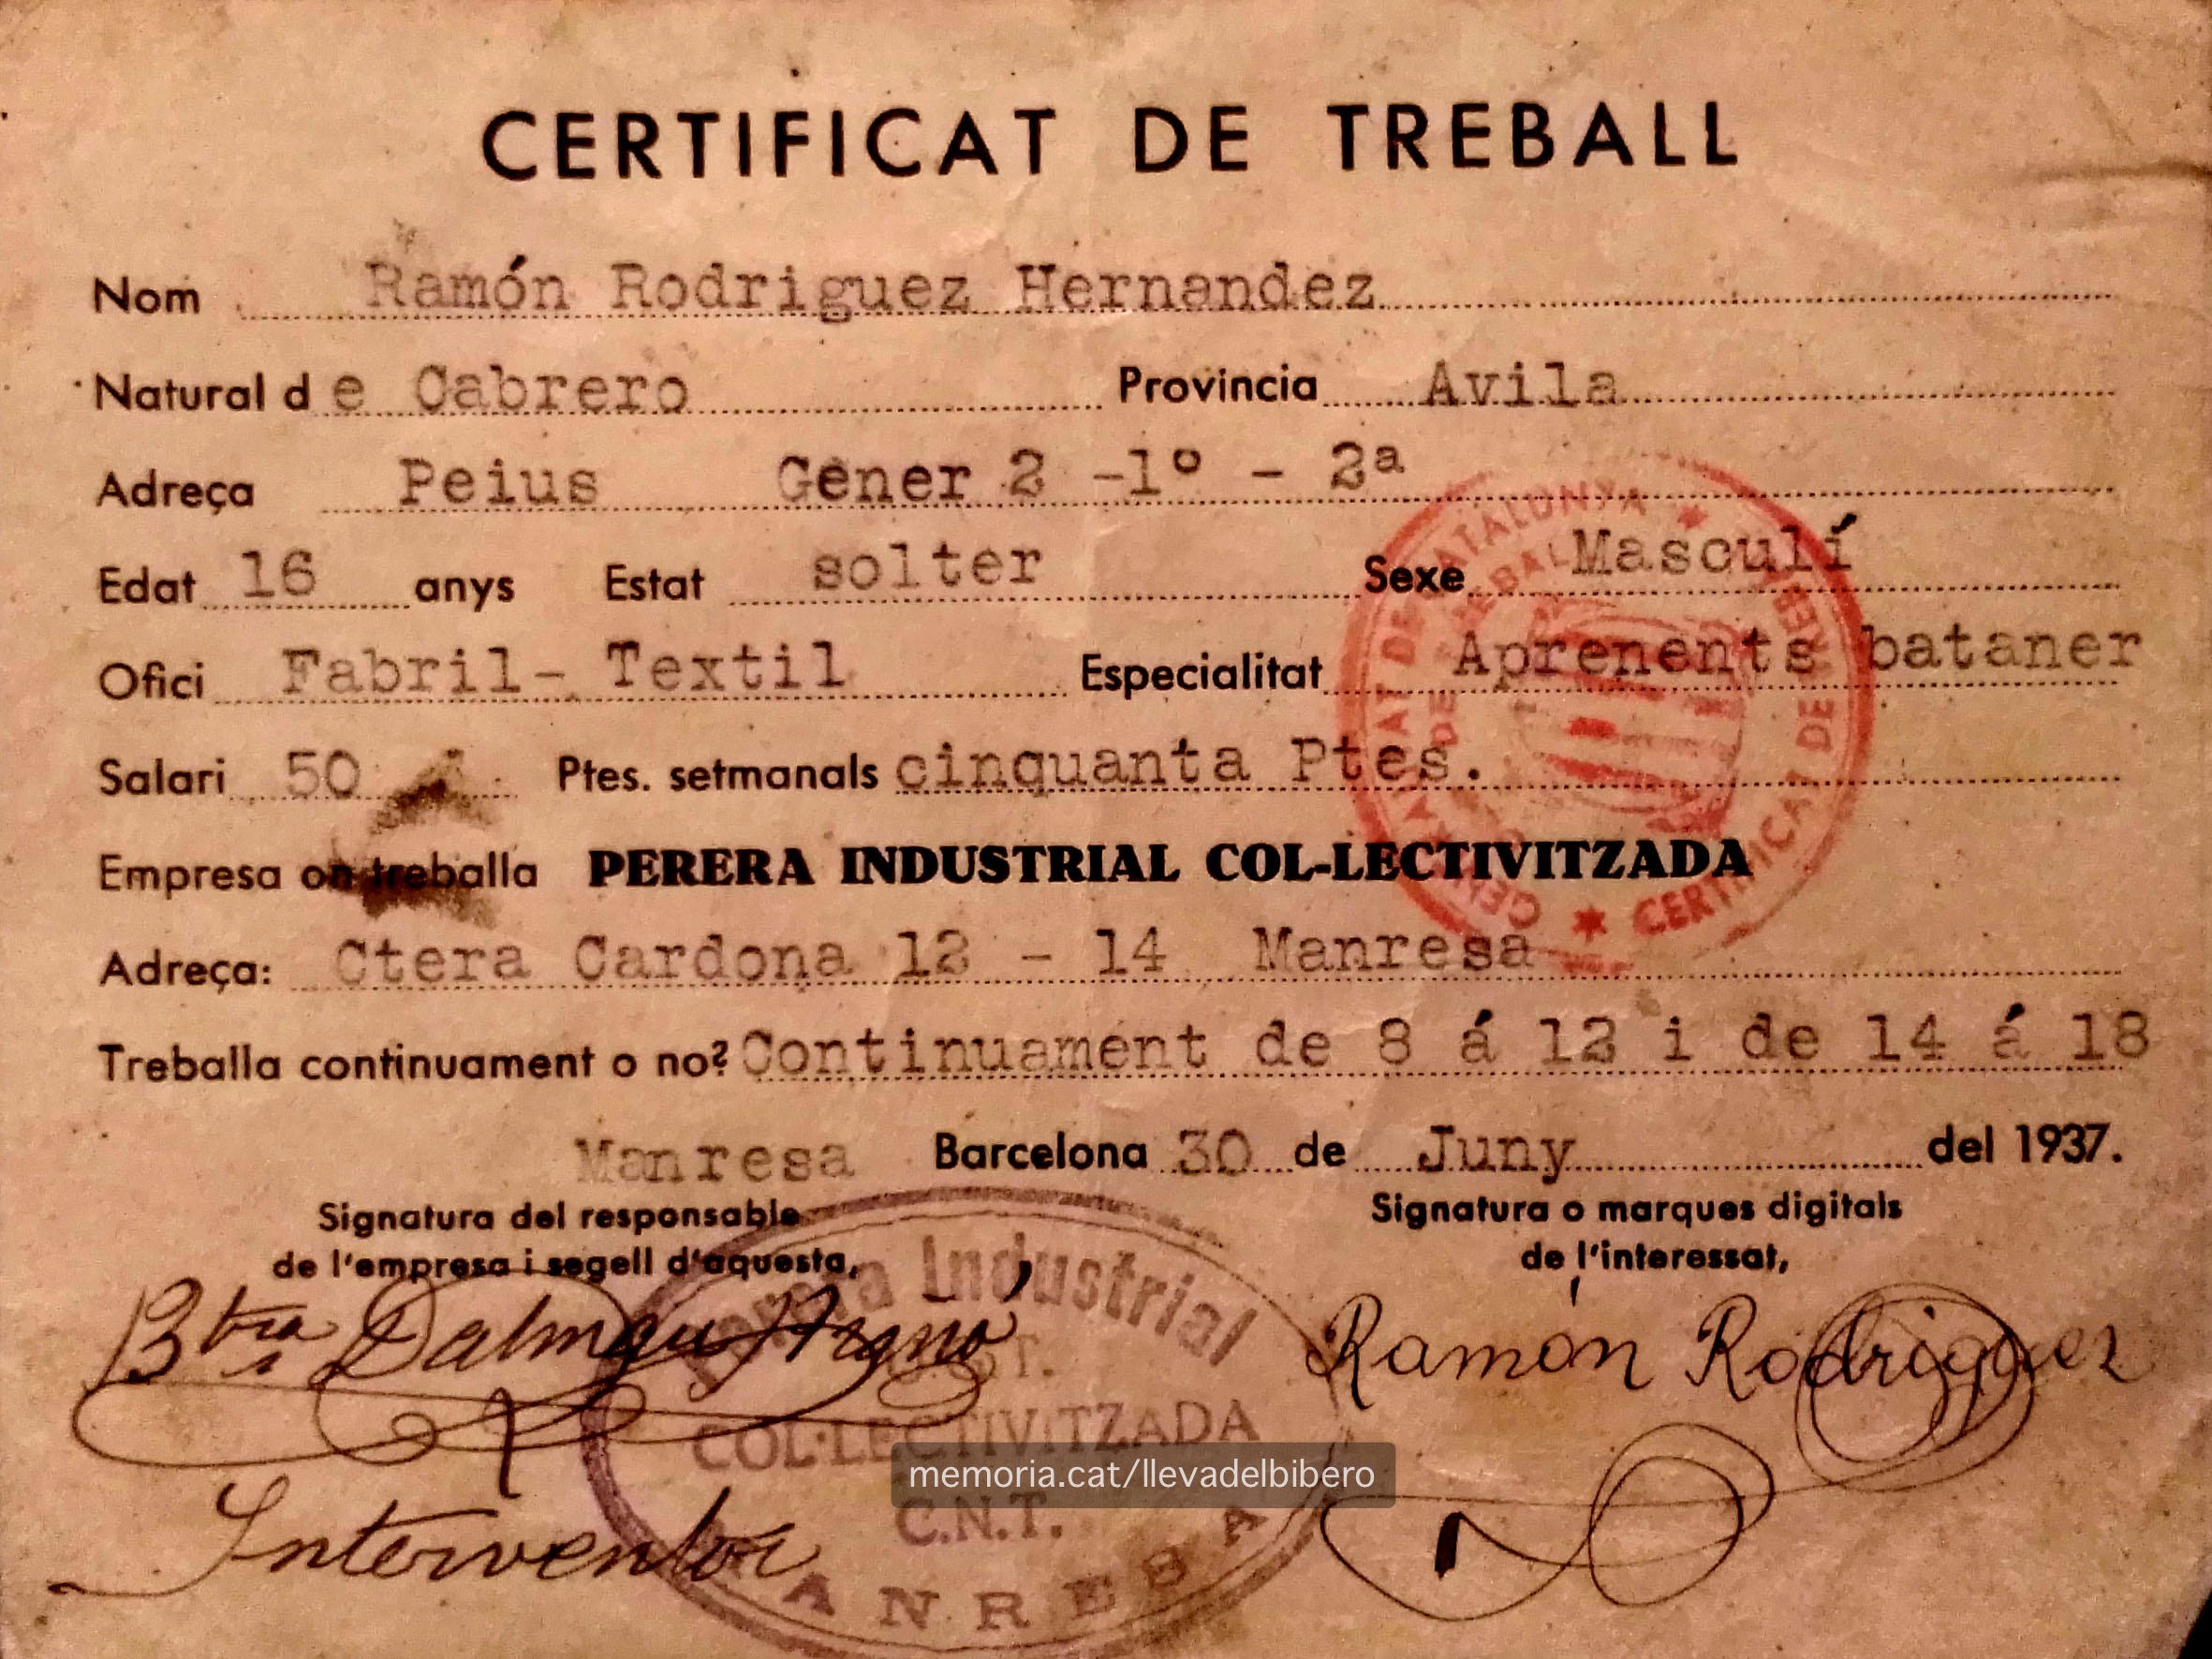 CERTIFICAT DE TREBALL
Nom Ramón Rodriguez Hernandez
Natural de Cabrero Provincia Avila
Adreça Peius Gener 2 -1º - 2ª
Edat 16 anys Estat solter Sexe Masculí
Ofici Fabril- Textil Especialitat Aprenents bataner
Salari 50 Ptes. setmanals cinquanta Ptes.
Empresa on treballa PERERA INDUSTRIAL COL-LECTIVITZADA
Adreça: Ctera Cardona 12 - 14 Manresa
Treballa continuament o no? Continuament de 8 á 12 i de 14 á 18
Manresa Barcelona 30 de Juny del 1937.
Signatura del responsable
de l'empresa i segell d'aquesta,
Signatura o marques digitals
de l'interessat,
Btra Dalmau
Ramón Rodriguez
Interventor
Perera Industrial
COL·LECTIVITZADA
C.N.T.
MANRESA
memoria.cat/llevadelbibero